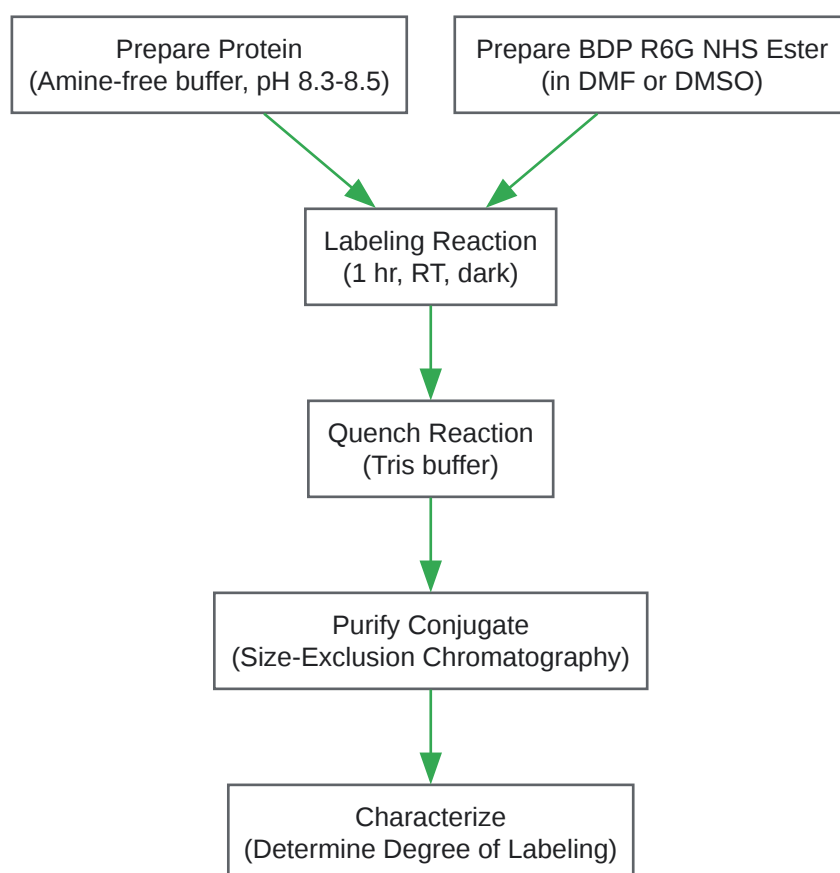 Prepare Protein
(Amine-free buffer, pH 8.3-8.5)
Prepare BDP R6G NHS Ester
(in DMF or DMSO)
Labeling Reaction
(1 hr, RT, dark)
Quench Reaction
(Tris buffer)
Purify Conjugate
(Size-Exclusion Chromatography)
Characterize
(Determine Degree of Labeling)